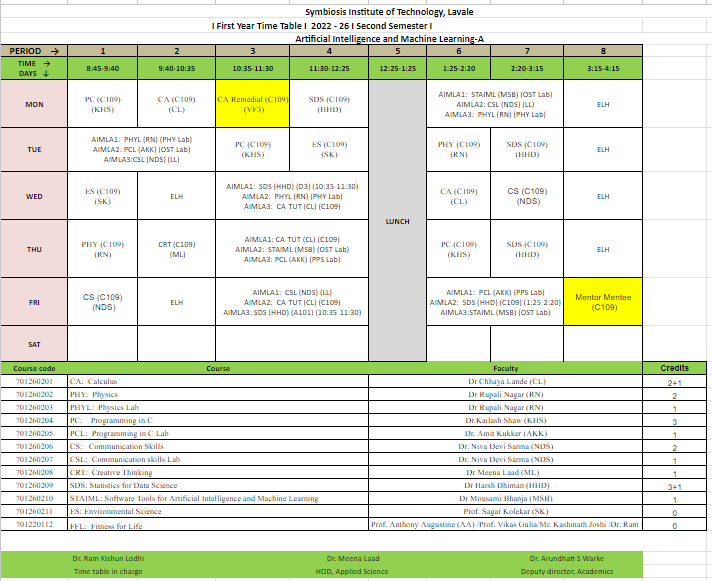 Symbiosis Institute of Technology, Lavale
I First Year Time Table I 2022 - 26 I Second Semester I
Artificial Intelligence and Machine Learning-A
PERIOD → 1 2 3 4 5 6 7 8
TIME → DAYS ↓ 8:45-9:40 9:40-10:35 10:35-11:30 11:30-12:25 12:25-1:25 1:25-2:20 2:20-3:15 3:15-4:15
MON
PC (C109)
(KHS)
CA (C109)
(CL)
CA Remedial (C109)
(VF3)
SDS (C109)
(HHD)
AIMLA1: STAIML (MSB) (OST Lab)
AIMLA2: CSL (NDS) (LL)
AIMLA3: PHYL (RN) (PHY Lab)
ELH
TUE
AIMLA1: PHYL (RN) (PHY Lab)
AIMLA2: PCL (AKK) (OST Lab)
AIMLA3:CSL (NDS) (LL)
PC (C109)
(KHS)
ES (C109)
(SK)
PHY (C109)
(RN)
SDS (C109)
(HHD)
ELH
WED
ES (C109)
(SK)
ELH
AIMLA1: SDS (HHD) (D3) (10:35-11:30)
AIMLA2: PHYL (RN) (PHY Lab)
AIMLA3: CA-TUT (CL) (C109)
CA (C109)
(CL)
CS (C109)
(NDS)
ELH
LUNCH
THU
PHY (C109)
(RN)
CRT (C109)
(ML)
AIMLA1: CA-TUT (CL) (C109)
AIMLA2: STAIML (MSB) (OST Lab)
AIMLA3: PCL (AKK) (PPS Lab)
PC (C109)
(KHS)
SDS (C109)
(HHD)
ELH
FRI
CS (C109)
(NDS)
ELH
AIMLA1: CSL (NDS) (LL)
AIMLA2: CA-TUT (CL) (C109)
AIMLA3: SDS (HHD) (A101) (10:35-11:30)
AIMLA1: PCL (AKK) (PPS Lab)
AIMLA2: SDS (HHD) (C109) (1:25-2:20)
AIMLA3:STAIML (MSB) (OST Lab)
Mentor Mentee
(C109)
SAT
Course code Course Faculty Credits
701260201 CA: Calculus Dr Chhaya Lande (CL) 2+1
701260202 PHY: Physics Dr Rupali Nagar (RN) 2
701260203 PHYL: Physics Lab Dr Rupali Nagar (RN) 1
701260204 PC: Programming in C Dr.Kailash Shaw (KHS) 3
701260205 PCL: Programming in C Lab Dr. Amit Kukker (AKK) 1
701260206 CS: Communication Skills Dr. Niva Devi Sarma (NDS) 2
701260207 CSL: Communication skills Lab Dr. Niva Devi Sarma (NDS) 1
701260208 CRT: Creative Thinking Dr Meena Laad (ML) 1
701260209 SDS: Statistics for Data Science Dr Harsh Dhiman (HHD) 3+1
701260210 STAIML: Software Tools for Artificial Intelligence and Machine Learning Dr Mousami Bhanja (MSB) 1
701260211 ES: Environmental Science Prof. Sagar Kolekar (SK) 0
701220112 FFL: Fitness for Life Prof. Anthony Augustine (AA) /Prof. Vikas Gulia/Mr. Kashinath Joshi /Dr. Ram 0
Dr. Ram Kishun Lodhi Dr. Meena Laad Dr. Arundhati S Warke
Time table in charge HOD, Applied Science Deputy director, Academics